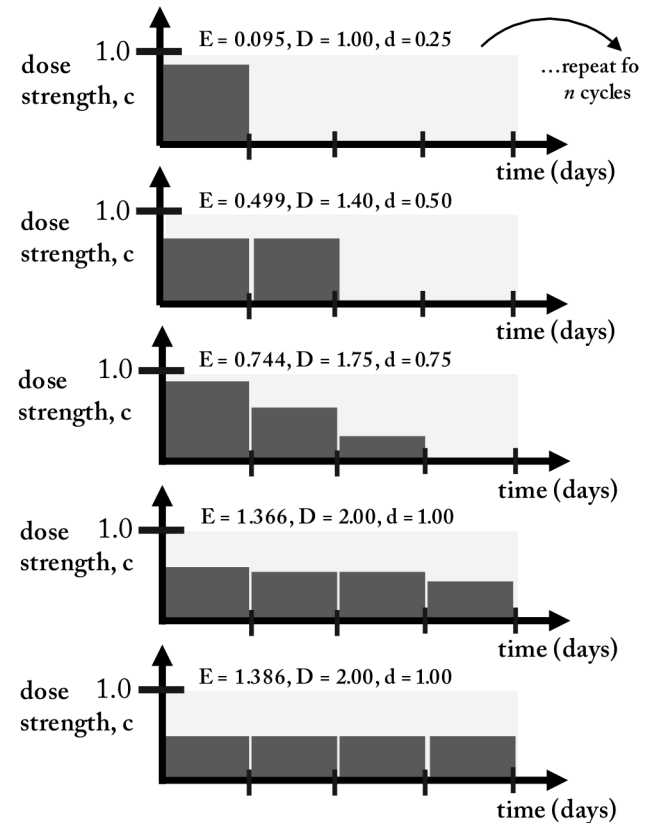 1.0
E = 0.095, D = 1.00, d = 0.25
dose
strength, c
...repeat fo
n cycles
time (days)
1.0
E = 0.499, D = 1.40, d = 0.50
dose
strength, c
time (days)
1.0
E = 0.744, D = 1.75, d = 0.75
dose
strength, c
time (days)
1.0
E = 1.366, D = 2.00, d = 1.00
dose
strength, c
time (days)
1.0
E = 1.386, D = 2.00, d = 1.00
dose
strength, c
time (days)